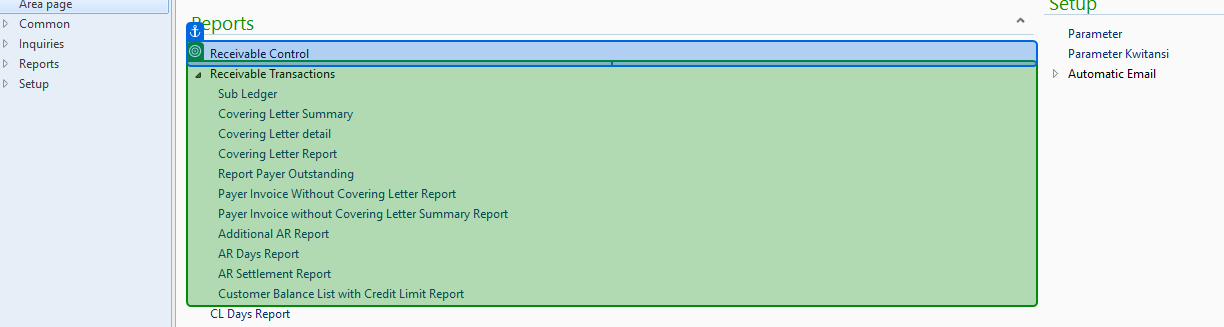 Area page
Common
Inquiries
Reports
Setup
Reports
Receivable Control
Receivable Transactions
Sub Ledger
Covering Letter Summary
Covering Letter detail
Covering Letter Report
Report Payer Outstanding
Payer Invoice Without Covering Letter Report
Payer Invoice without Covering Letter Summary Report
Additional AR Report
AR Days Report
AR Settlement Report
Customer Balance List with Credit Limit Report
CL Days Report
Setup
Parameter
Parameter Kwitansi
Automatic Email